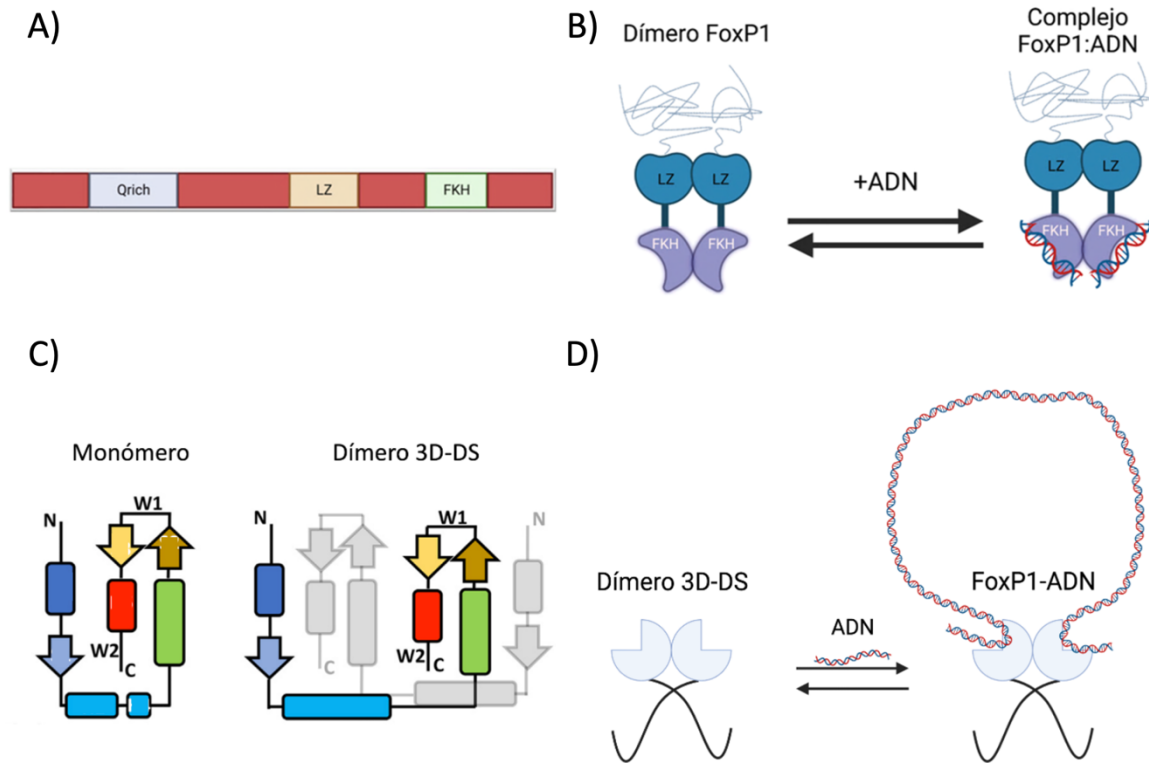 A)
Qrich LZ FKH
B)
Dímero FoxP1
LZ LZ
FKH FKH
+ADN
Complejo
FoxP1:ADN
LZ LZ
FKH FKH
C)
Monómero
N
W1
W2
C
Dímero 3D-DS
N
W1
N
W2
C
C
D)
Dímero 3D-DS
ADN
FoxP1-ADN